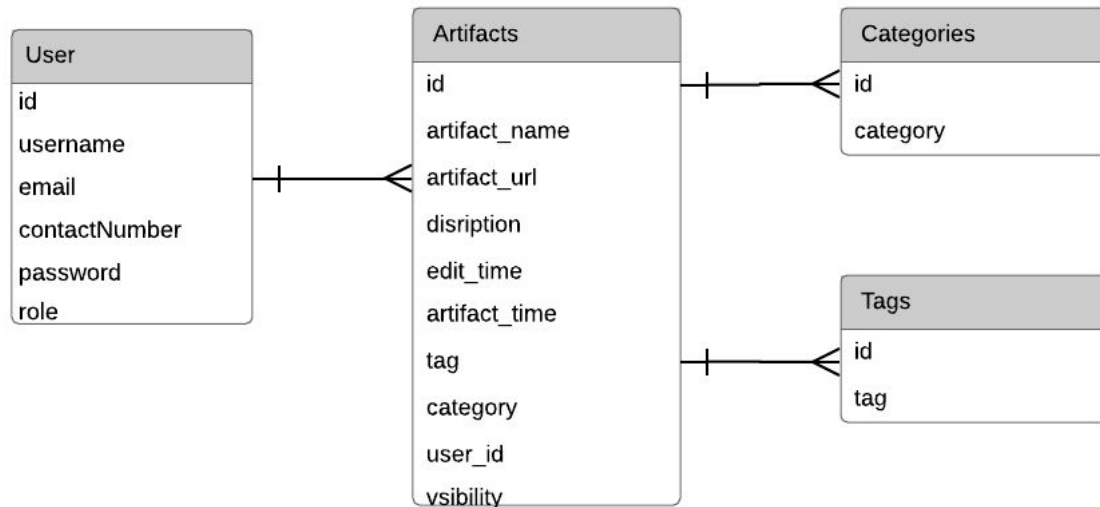 User
id
username
email
contactNumber
password
role
Artifacts
id
artifact_name
artifact_url
disription
edit_time
artifact_time
tag
category
user_id
vsibility
Categories
id
category
Tags
id
tag